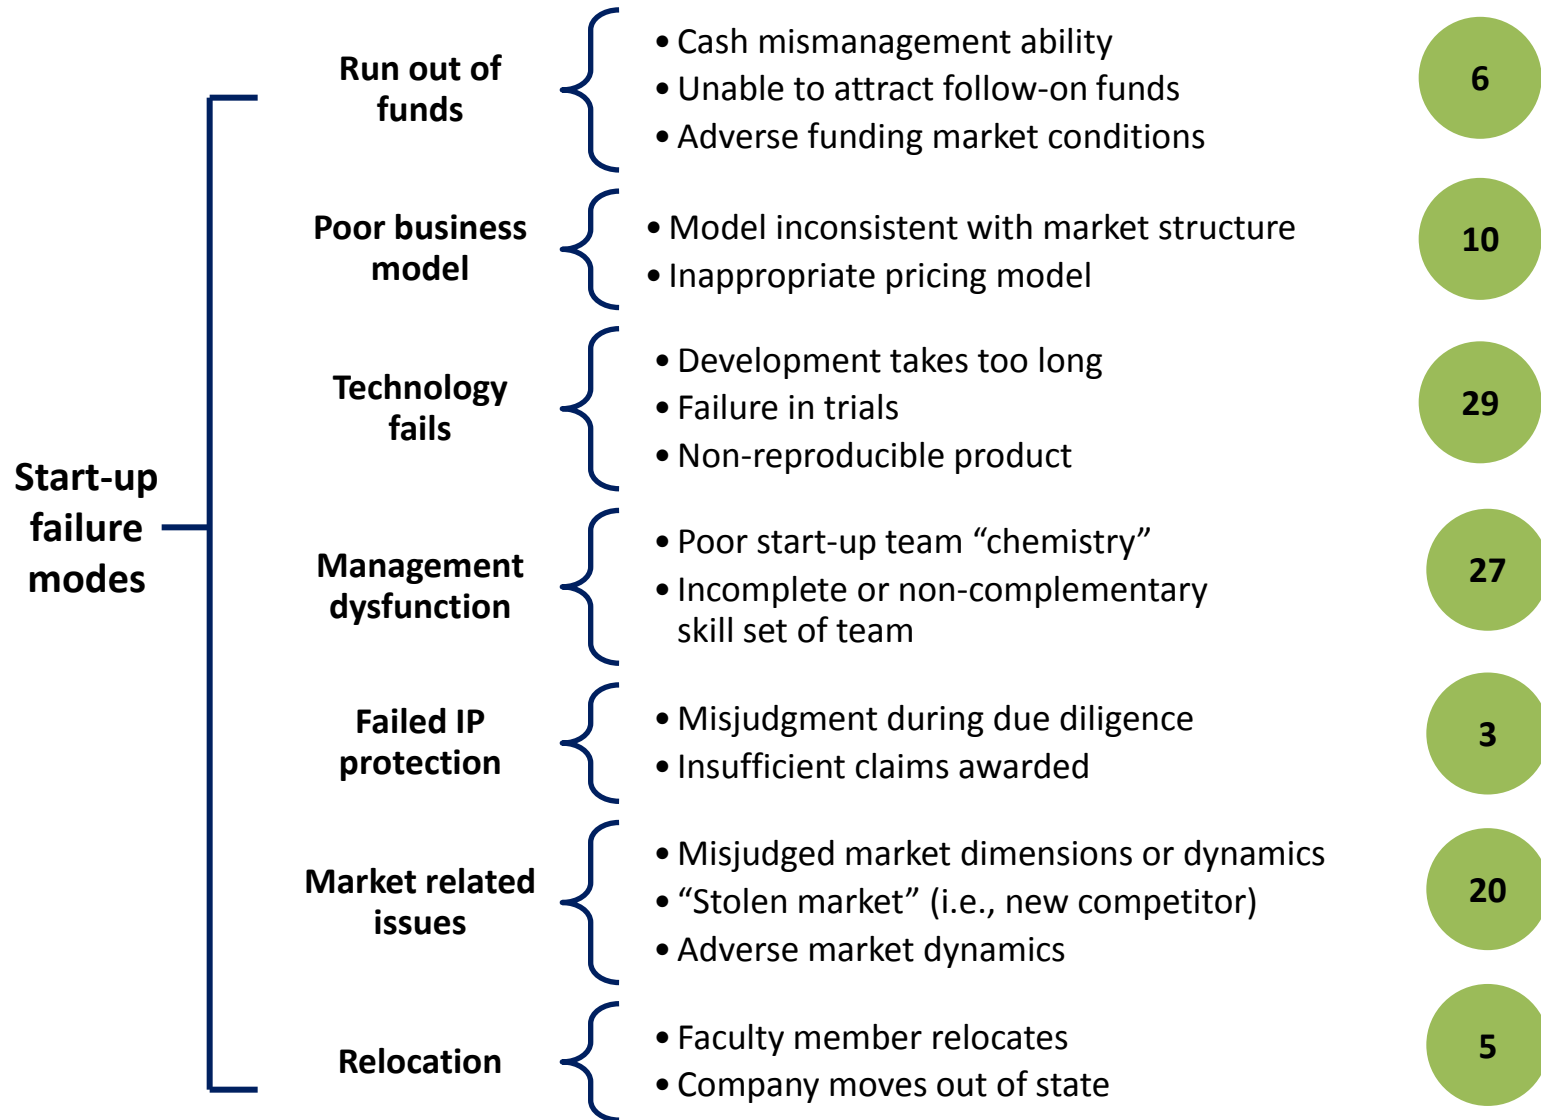 Start-up
failure
modes
Run out of
funds
• Cash mismanagement ability
• Unable to attract follow-on funds
• Adverse funding market conditions
6
Poor business
model
• Model inconsistent with market structure
• Inappropriate pricing model
10
Technology
fails
• Development takes too long
• Failure in trials
• Non-reproducible product
29
Management
dysfunction
• Poor start-up team “chemistry”
• Incomplete or non-complementary
skill set of team
27
Failed IP
protection
• Misjudgment during due diligence
• Insufficient claims awarded
3
Market related
issues
• Misjudged market dimensions or dynamics
• “Stolen market” (i.e., new competitor)
• Adverse market dynamics
20
Relocation
• Faculty member relocates
• Company moves out of state
5